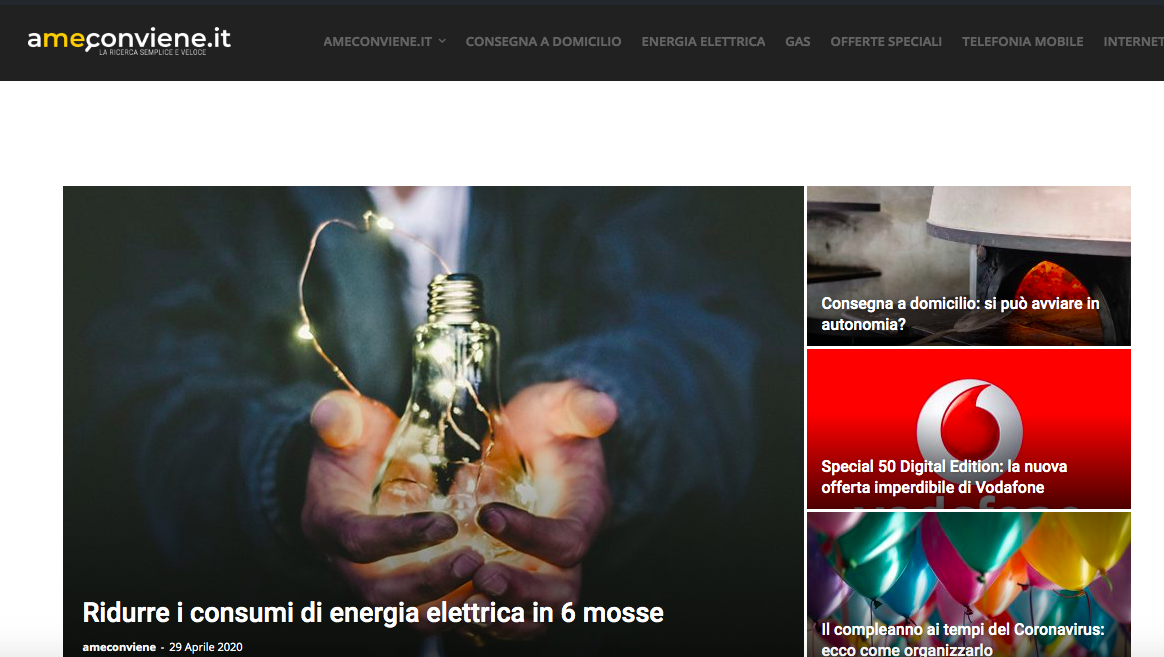 ameconviene.it
LA RICERCA SEMPLICE E VELOCE
AMECONVIENE.IT
CONSEGNA A DOMICILIO
ENERGIA ELETTRICA
GAS
OFFERTE SPECIALI
TELEFONIA MOBILE
INTERNET
Ridurre i consumi di energia elettrica in 6 mosse
ameconviene - 29 Aprile 2020
Consegna a domicilio: si può avviare in
autonomia?
Special 50 Digital Edition: la nuova
offerta imperdibile di Vodafone
Il compleanno ai tempi del Coronavirus:
ecco come organizzarlo